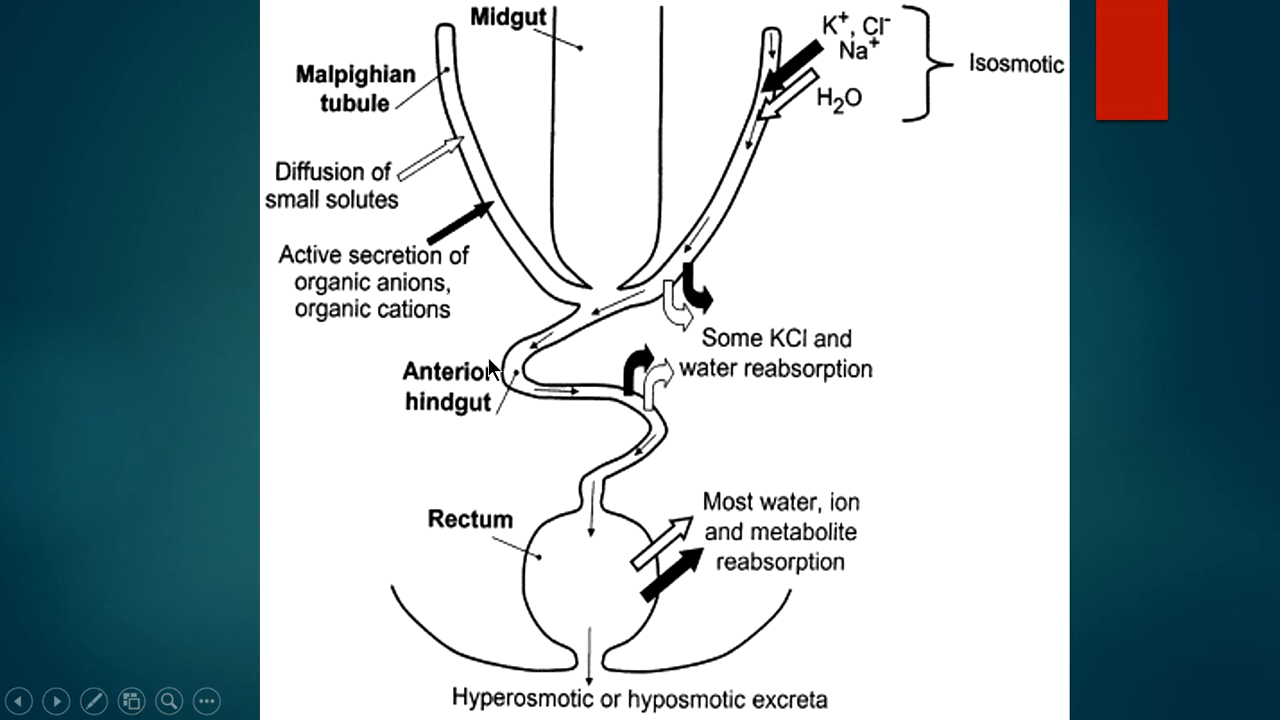 Midgut
K⁺, Cl⁻
Na⁺
H₂O
Isosmotic
Malpighian
tubule
Diffusion of
small solutes
Active secretion of
organic anions,
organic cations
Some KCl and
water reabsorption
Anterior
hindgut
Most water, ion
and metabolite
reabsorption
Rectum
Hyperosmotic or hyposmotic excreta